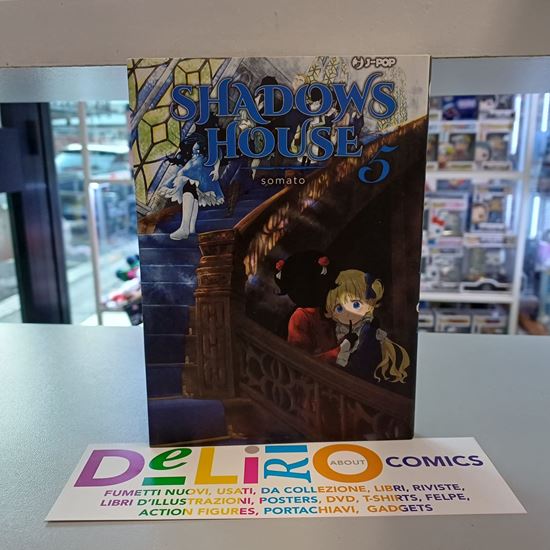 J-POP
SHADOWS
HOUSE 5
somato
DeLiRiO ABOUT COMICS
FUMETTI NUOVI, USATI, DA COLLEZIONE, LIBRI, RIVISTE,
LIBRI D'ILLUSTRAZIONI, POSTERS, DVD, T-SHIRTS, FELPE,
ACTION FIGURES, PORTACHIAVI, GADGETS